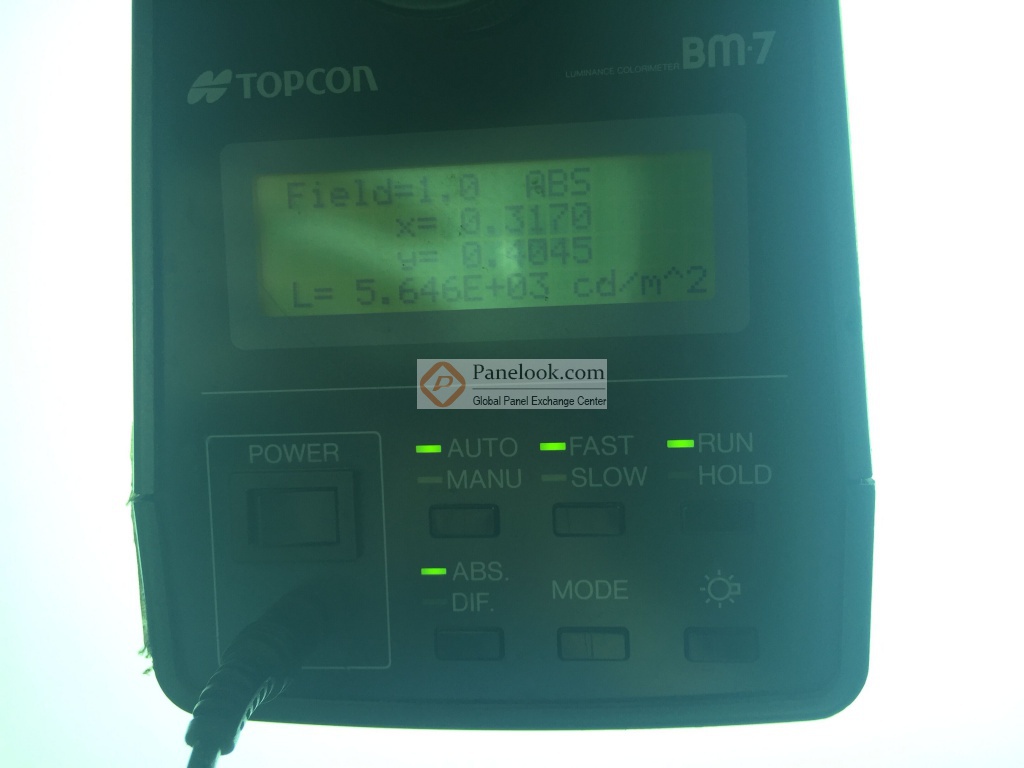 TOPCON
LUMINANCE COLORIMETER BM-7
Field=1.0 ABS
x= 0.3170
y= 0.4045
L= 5.646E+03 cd/m^2
Panelook.com
Global Panel Exchange Center
POWER
AUTO FAST RUN
MANU SLOW HOLD
ABS. MODE
DIF.